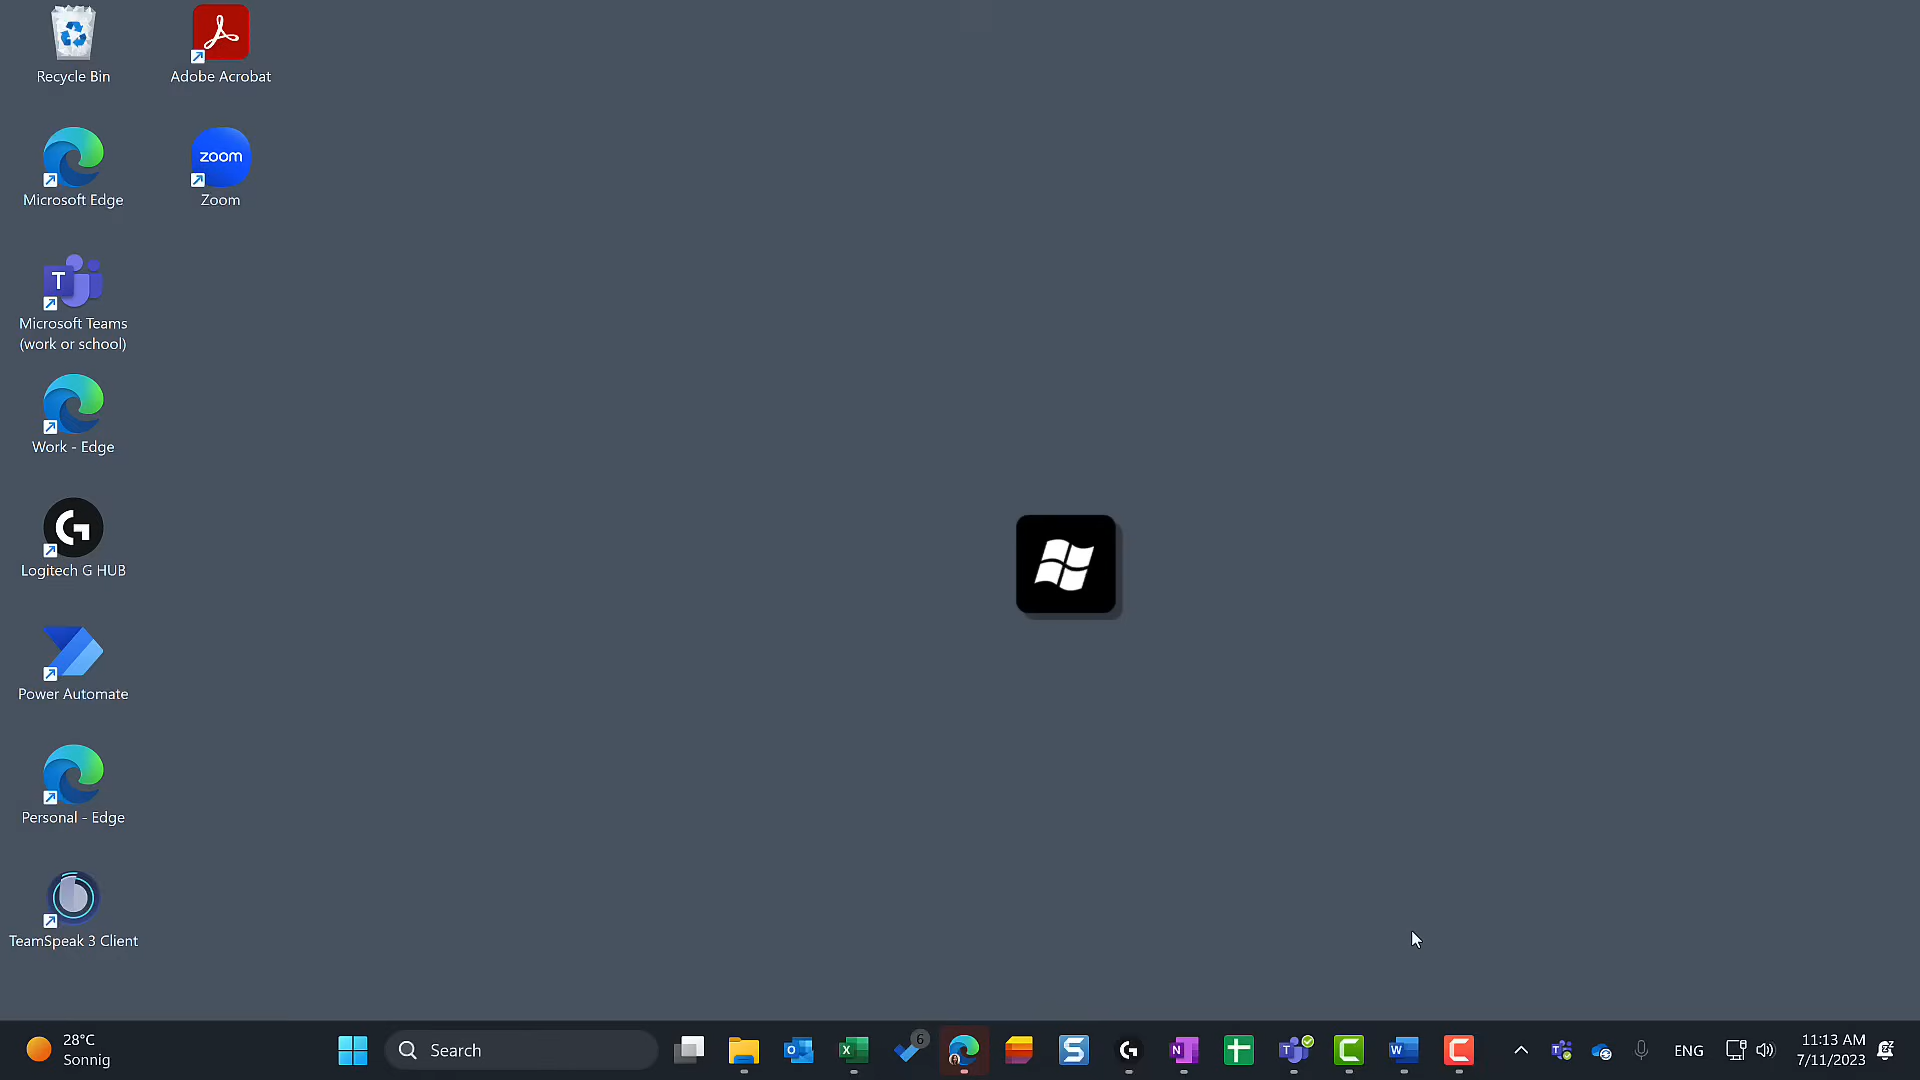 Recycle Bin
Adobe Acrobat
zoom
Microsoft Edge
Zoom
T
Microsoft Teams
(work or school)
Work - Edge
Logitech G HUB
Power Automate
Personal - Edge
TeamSpeak 3 Client
28°C
Sonnig
Search
6
ENG
11:13 AM
7/11/2023